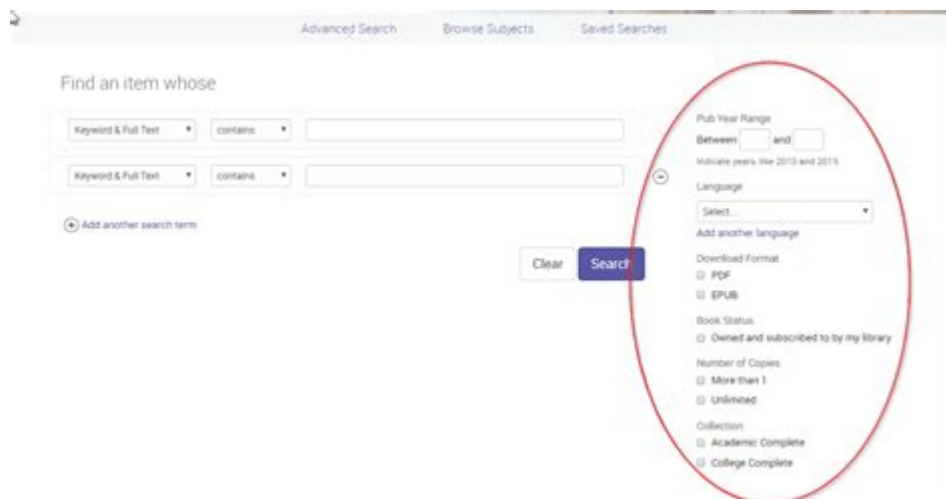 Advanced Search Browse Subjects Saved Searches
Find an item whose
Keyword & Full Text contains
Keyword & Full Text contains
Add another search term
Clear Search
Pub Year Range
Between and
Indicate years, like 2010 and 2015.
Language
Select...
Add another language
Download Format
PDF
EPUB
Book Status
Owned and subscribed to by my library
Number of Copies
More than 1
Unlimited
Collection
Academic Complete
College Complete